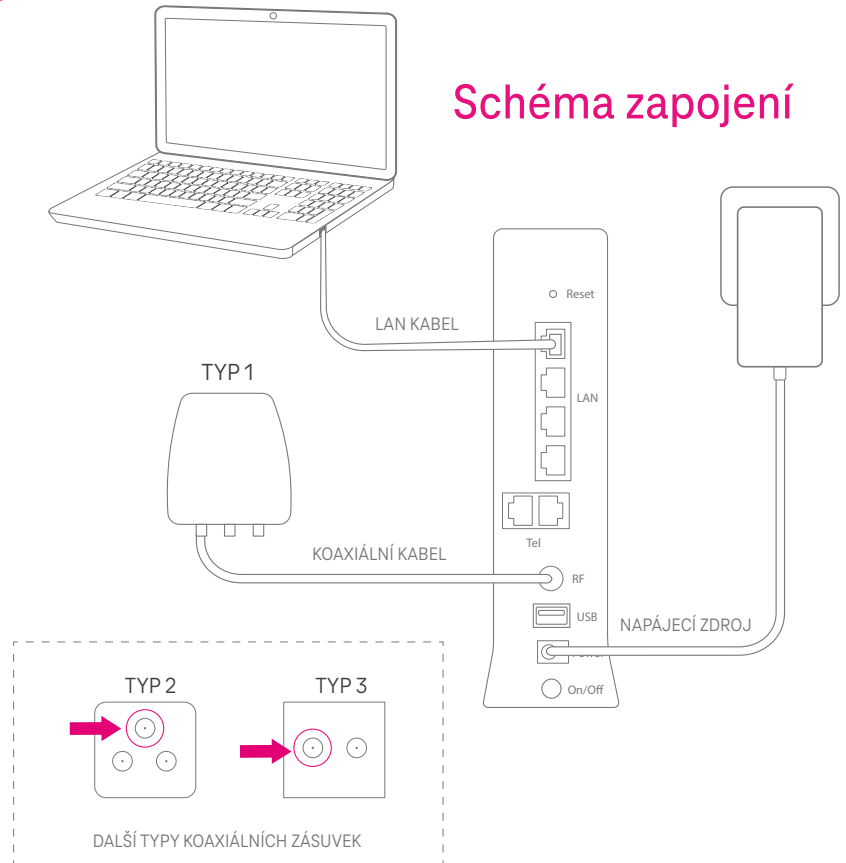 Schéma zapojení
Reset
LAN KABEL
LAN
TYP 1
Tel
KOAXIÁLNÍ KABEL
RF
USB
NAPÁJECÍ ZDROJ
Power
On/Off
TYP 2
TYP 3
DALŠÍ TYPY KOAXIÁLNÍCH ZÁSUVEK